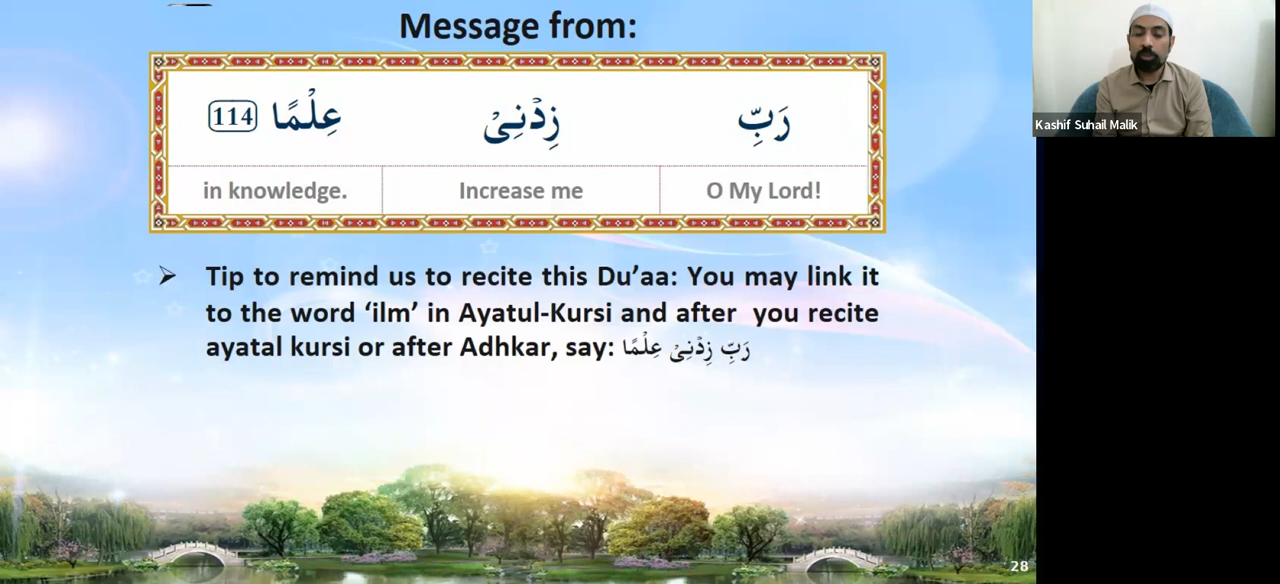 Message from:
رَبِّ زِدْنِیْ عِلْمًا 114
O My Lord! Increase me in knowledge.
Kashif Suhail Malik
➢ Tip to remind us to recite this Du’aa: You may link it
to the word ‘ilm’ in Ayatul-Kursi and after you recite
ayatal kursi or after Adhkar, say: رَبِّ زِدْنِیْ عِلْمًا
28